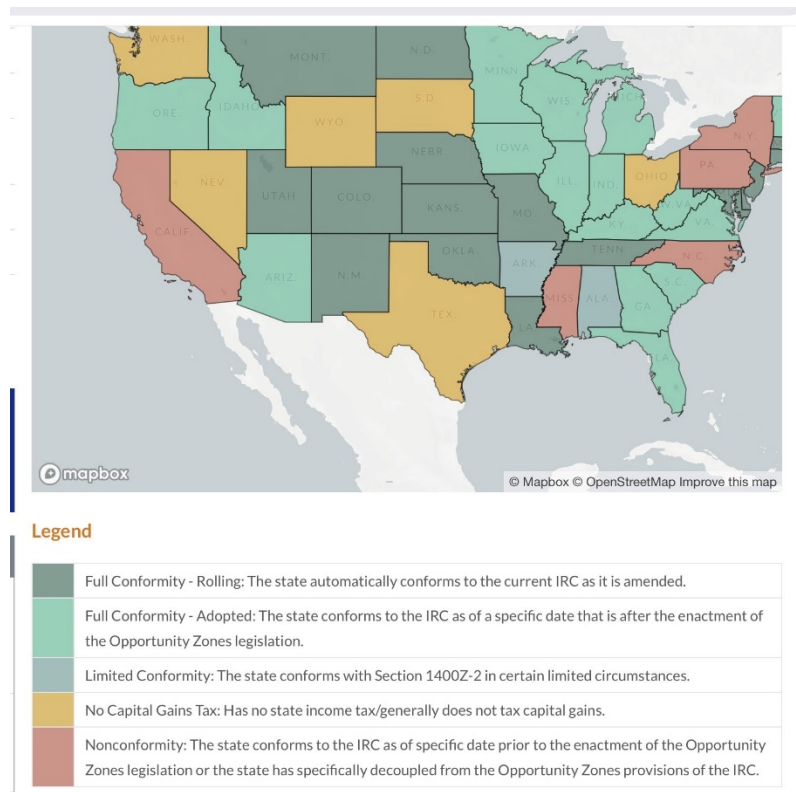 WASH.
MONT.
N.D.
MINN.
ORE.
IDAHO
WYO.
S.D.
WIS.
MICH.
N.Y.
NEV.
UTAH
COLO.
NEBR.
IOWA
ILL.
IND.
OHIO
PA.
CALIF.
KANS.
MO.
KY.
W VA.
VA.
ARIZ.
N.M.
OKLA.
ARK.
TENN.
N.C.
TEX.
LA.
MISS.
ALA.
GA.
S.C.
FLA.
mapbox
© Mapbox © OpenStreetMap Improve this map
Legend
Full Conformity - Rolling: The state automatically conforms to the current IRC as it is amended.
Full Conformity - Adopted: The state conforms to the IRC as of a specific date that is after the enactment of
the Opportunity Zones legislation.
Limited Conformity: The state conforms with Section 1400Z-2 in certain limited circumstances.
No Capital Gains Tax: Has no state income tax/generally does not tax capital gains.
Nonconformity: The state conforms to the IRC as of specific date prior to the enactment of the Opportunity
Zones legislation or the state has specifically decoupled from the Opportunity Zones provisions of the IRC.